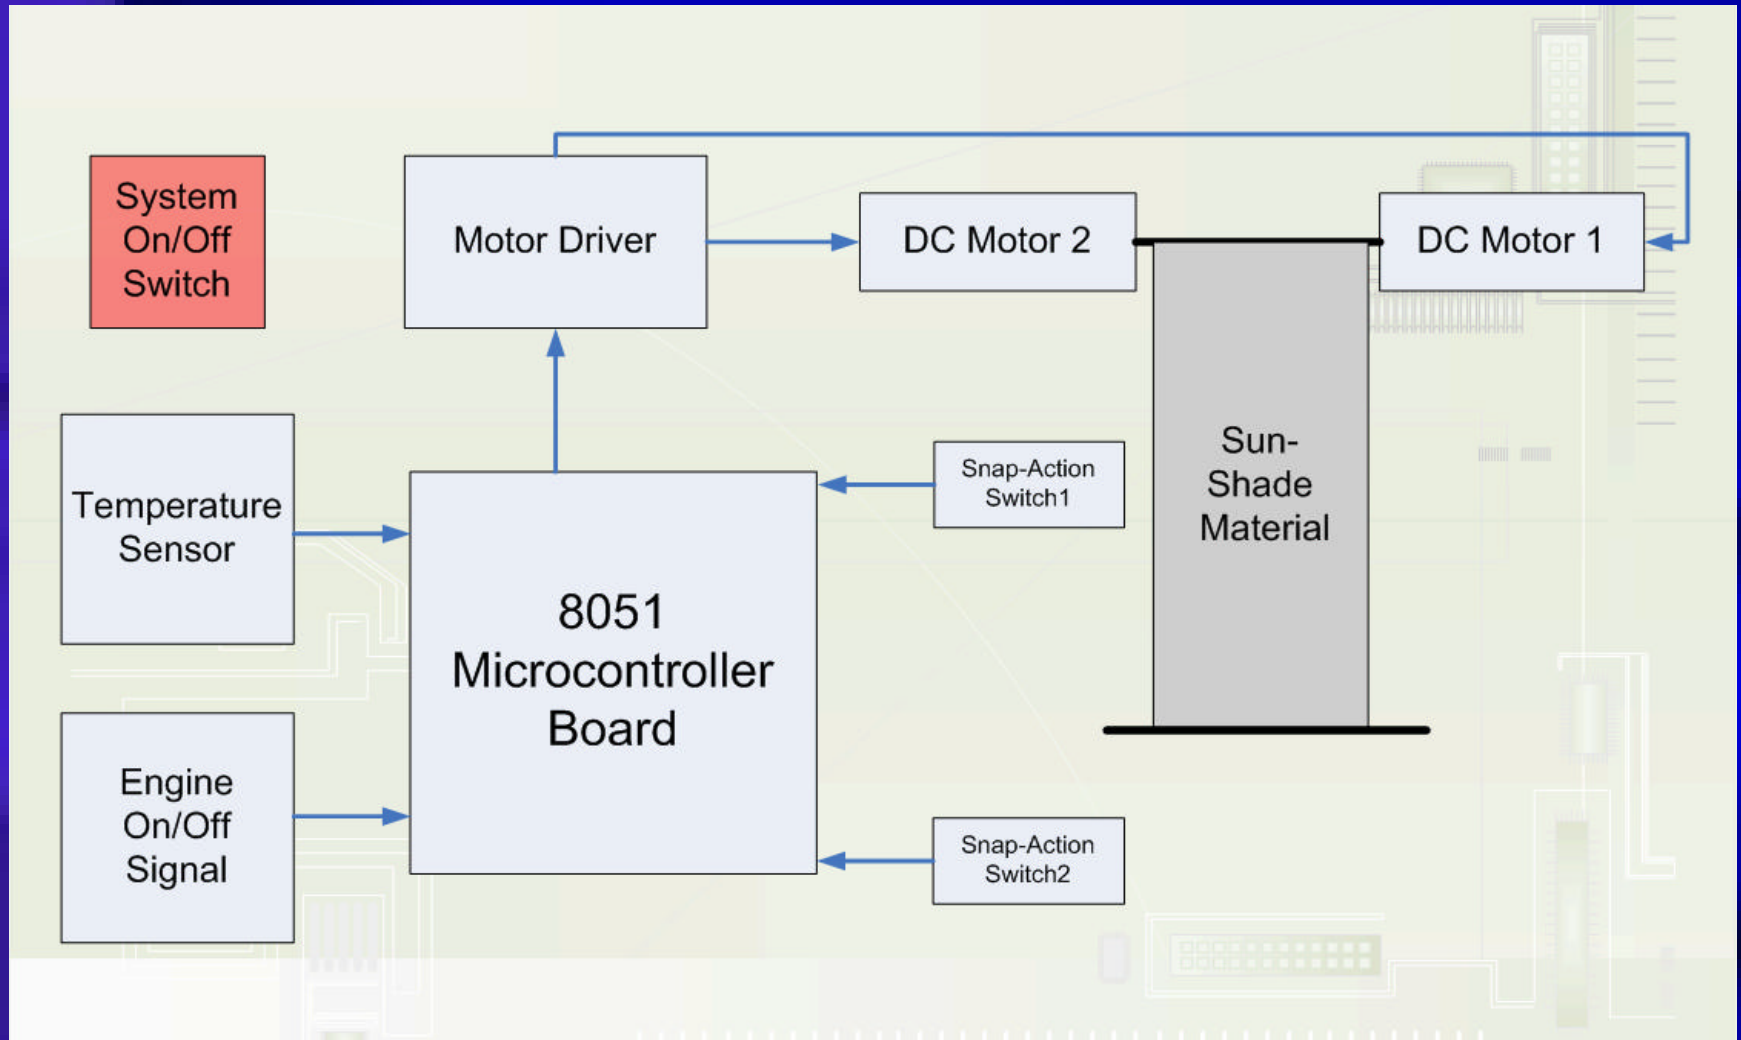 System
On/Off
Switch
Motor Driver
DC Motor 2
DC Motor 1
Temperature
Sensor
8051
Microcontroller
Board
Snap-Action
Switch1
Sun-
Shade
Material
Engine
On/Off
Signal
Snap-Action
Switch2